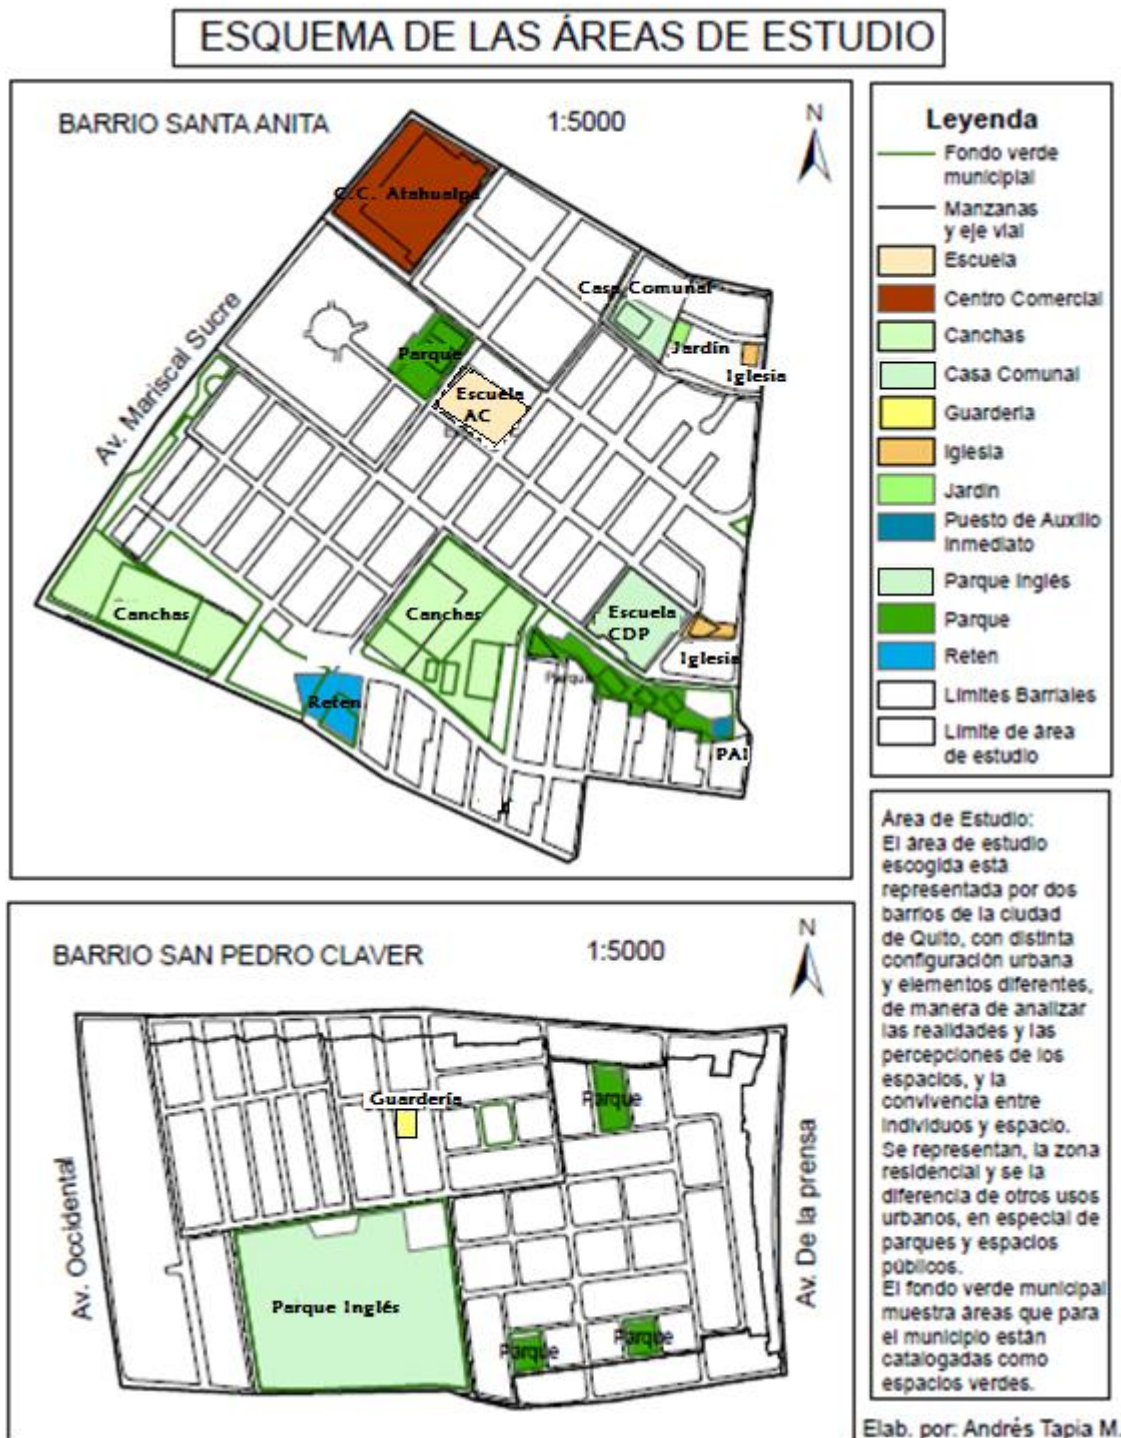 ESQUEMA DE LAS ÁREAS DE ESTUDIO
BARRIO SANTA ANITA
1:5000
N
C.C. Atahualpa
Casa Comunal
Jardín
Iglesia
Parque
Escuela
AC
Av. Mariscal Sucre
Canchas
Canchas
Escuela
CDP
Iglesia
Parque
Reten
PAI
Leyenda
Fondo verde
municipial
Manzanas
y eje vial
Escuela
Centro Comercial
Canchas
Casa Comunal
Guardería
Iglesia
Jardín
Puesto de Auxilio
Inmediato
Parque Inglés
Parque
Reten
Límites Barriales
Límite de área
de estudio
BARRIO SAN PEDRO CLAVER
1:5000
N
Guardería
Parque
Av. Occidental
Av. De la prensa
Parque Inglés
Parque
Parque
Área de Estudio:
El área de estudio
escogida está
representada por dos
barrios de la ciudad
de Quito, con distinta
configuración urbana
y elementos diferentes,
de manera de analizar
las realidades y las
percepciones de los
espacios, y la
convivencia entre
individuos y espacio.
Se representan, la zona
residencial y se la
diferencia de otros usos
urbanos, en especial de
parques y espacios
públicos.
El fondo verde municipal
muestra áreas que para
el municipio están
catalogadas como
espacios verdes.
Elab. por: Andrés Tapia M.